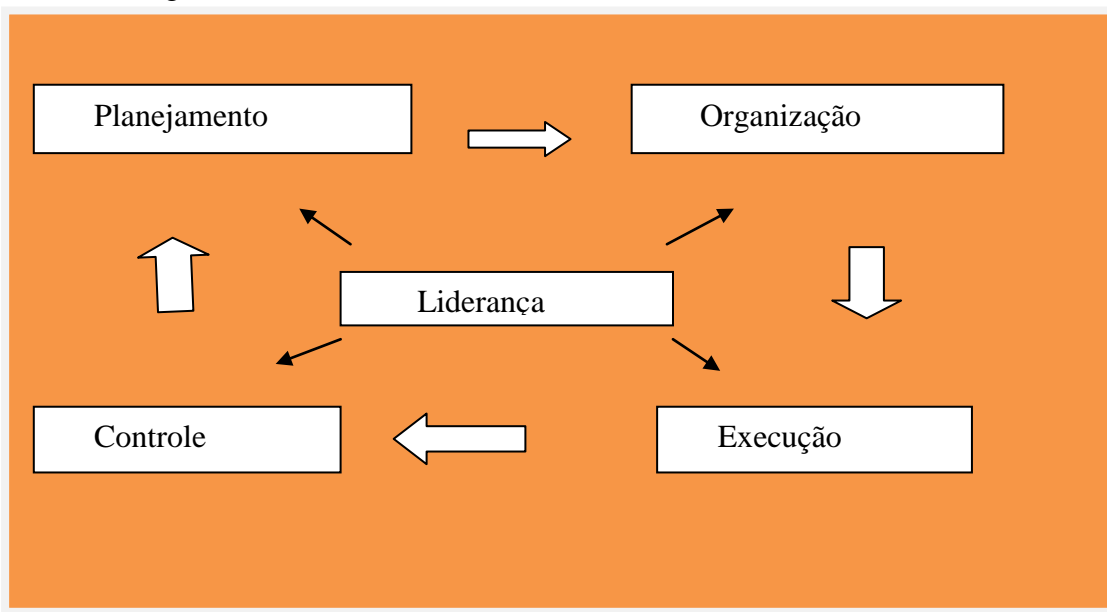 Planejamento
Organização
Liderança
Controle
Execução